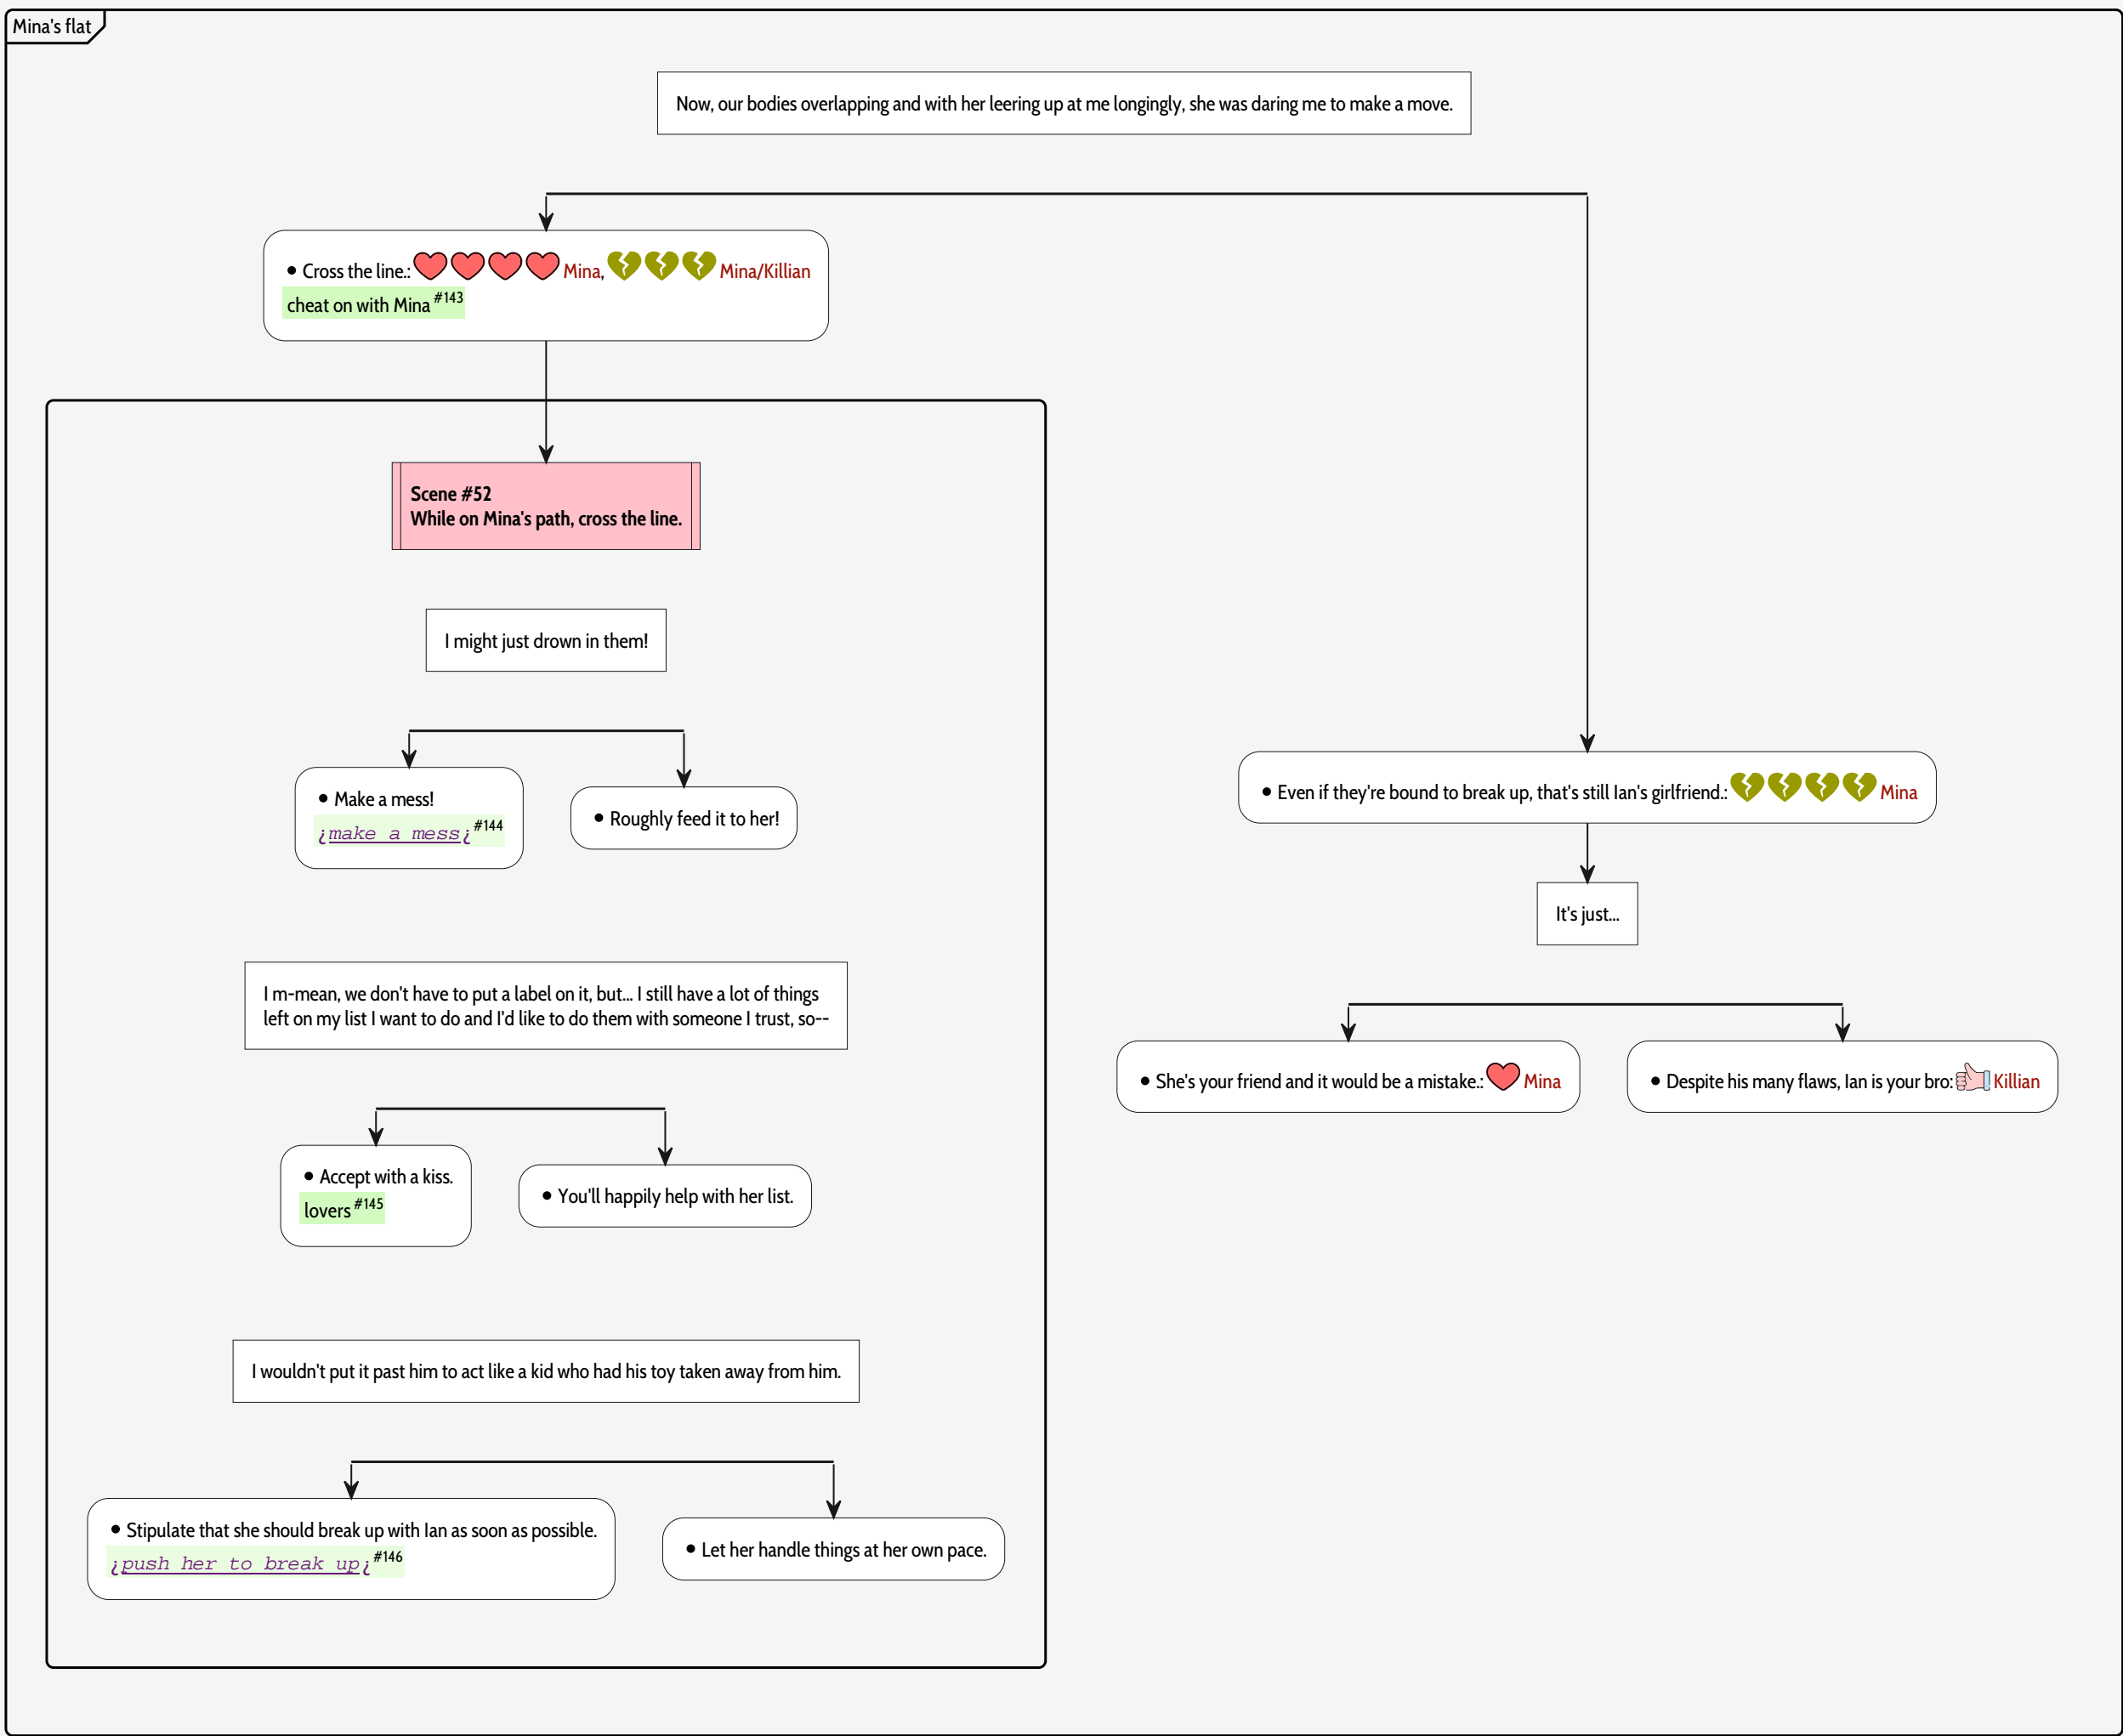 Mina's flat
Now, our bodies overlapping and with her leering up at me longingly, she was daring me to make a move.
• Cross the line.: Mina, Mina/Killian
cheat on with Mina #143
Scene #52
While on Mina's path, cross the line.
I might just drown in them!
• Make a mess!
¿make a mess¿ #144
• Roughly feed it to her!
I m-mean, we don't have to put a label on it, but... I still have a lot of things
left on my list I want to do and I'd like to do them with someone I trust, so--
• Accept with a kiss.
lovers #145
• You'll happily help with her list.
I wouldn't put it past him to act like a kid who had his toy taken away from him.
• Stipulate that she should break up with Ian as soon as possible.
¿push her to break up¿ #146
• Let her handle things at her own pace.
• Even if they're bound to break up, that's still Ian's girlfriend.: Mina
It's just...
• She's your friend and it would be a mistake.: Mina
• Despite his many flaws, Ian is your bro: Killian